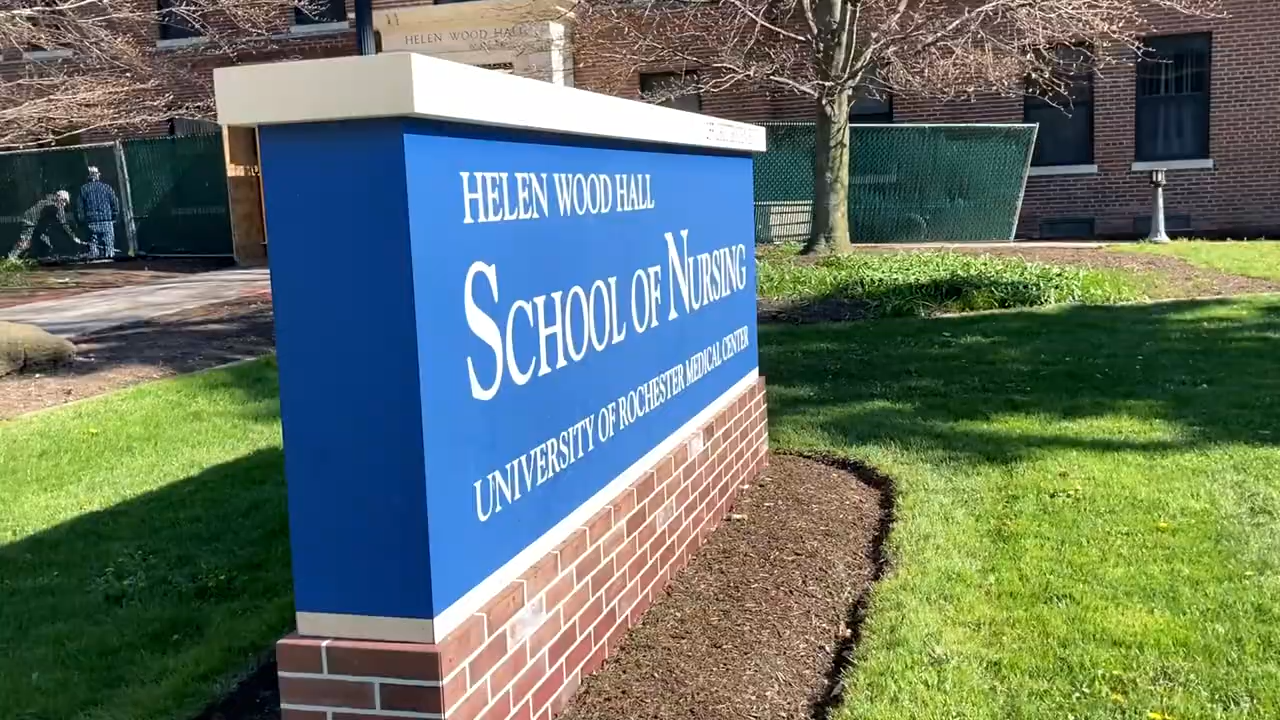 HELEN WOOD HALL
HELEN WOOD HALL
SCHOOL OF NURSING
UNIVERSITY OF ROCHESTER MEDICAL CENTER